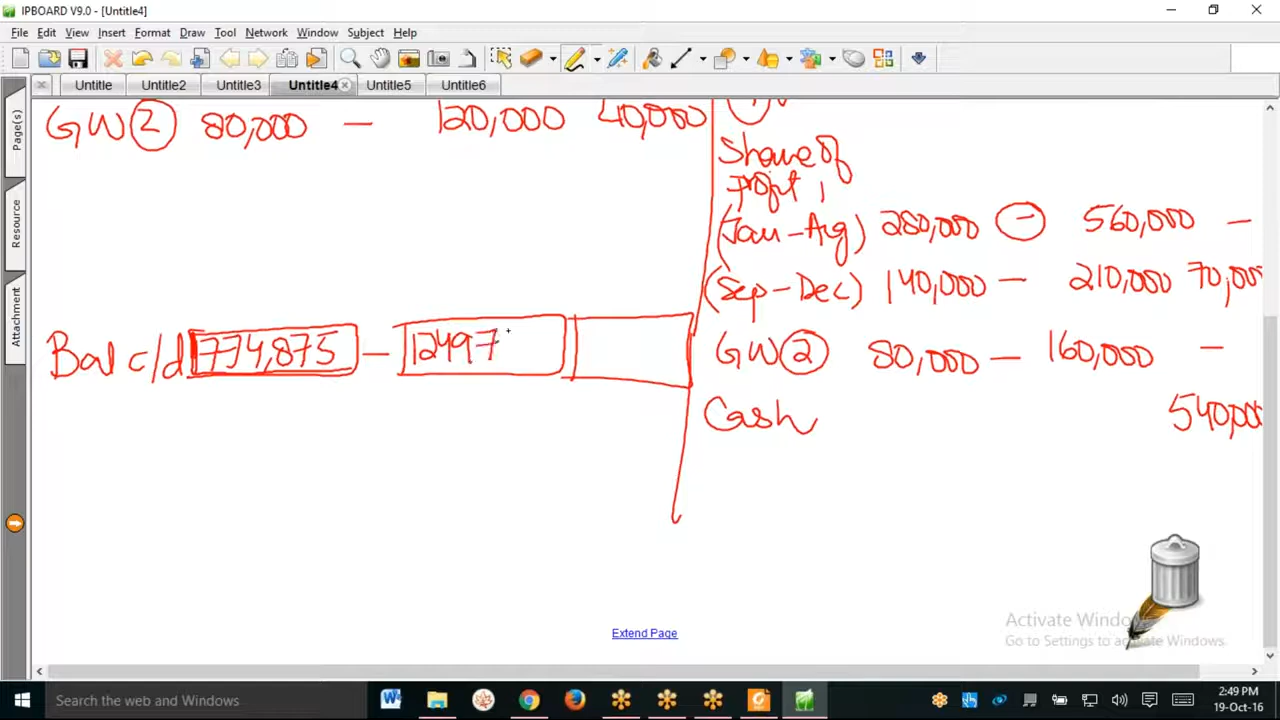 IPBOARD V9.0 - [Untitle4]
File Edit View Insert Format Draw Tool Network Window Subject Help
Untitle Untitle2 Untitle3 Untitle4 Untitle5 Untitle6
Page(s)
Resource
Attachment
GW 2 80,000 — 120,000 40,000
Share of
Profit
(Jan-Aug) 280,000 - 560,000 —
(Sep-Dec) 140,000 — 210,000 70,000
Bal c/d 774,875 — 12497
GW 2 80,000 — 160,000 —
Cash 540,000
Extend Page
Activate Windows
Go to Settings to activate Windows.
Search the web and Windows
2:49 PM
19-Oct-16